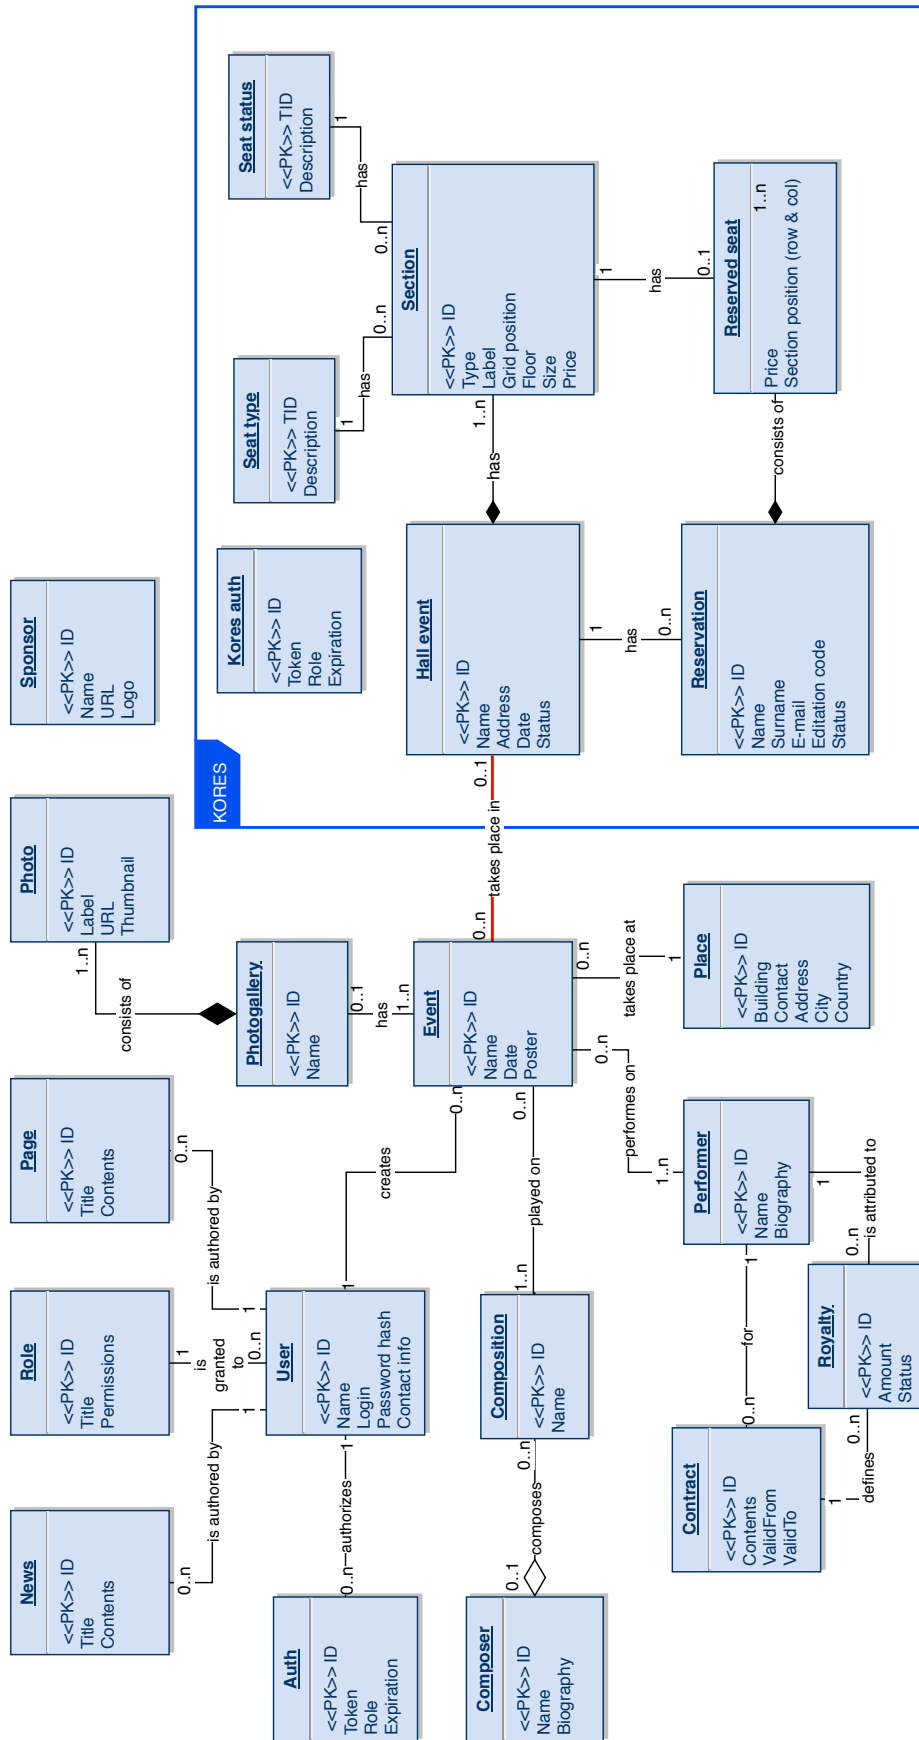 News
<<PK>> ID
Title
Contents
0..n
is authored by
1
Role
<<PK>> ID
Title
Permissions
1
is
granted
to
0..n
Page
<<PK>> ID
Title
Contents
0..n
is authored by
1
Photo
<<PK>> ID
Label
URL
Thumbnail
1..n
consists of
Sponsor
<<PK>> ID
Name
URL
Logo
Auth
<<PK>> ID
Token
Role
Expiration
0..n
authorizes
1
User
<<PK>> ID
Name
Login
Password hash
Contact info
1
creates
0..n
Photogallery
<<PK>> ID
Name
0..1
has
1..n
Composer
<<PK>> ID
Name
Biography
0..1
composes
0..n
Composition
<<PK>> ID
Name
1..n
played on
0..n
Event
<<PK>> ID
Name
Date
Poster
0..n
takes place in
0..1
0..n
performes on
1..n
0..n
takes place at
1
Contract
<<PK>> ID
Contents
ValidFrom
ValidTo
0..n
for
1
1
defines
0..n
Performer
<<PK>> ID
Name
Biography
1
is attributed to
0..n
Royalty
<<PK>> ID
Amount
Status
Place
<<PK>> ID
Building
Contact
Address
City
Country
KORES
Kores auth
<<PK>> ID
Token
Role
Expiration
Seat type
<<PK>> TID
Description
1
has
0..n
Seat status
<<PK>> TID
Description
1
has
0..n
Hall event
<<PK>> ID
Name
Address
Date
Status
has
1..n
Section
<<PK>> ID
Type
Label
Grid position
Floor
Size
Price
1
has
0..n
1
has
0..1
Reservation
<<PK>> ID
Name
Surname
E-mail
Editation code
Status
consists of
Reserved seat
1..n
Price
Section position (row & col)